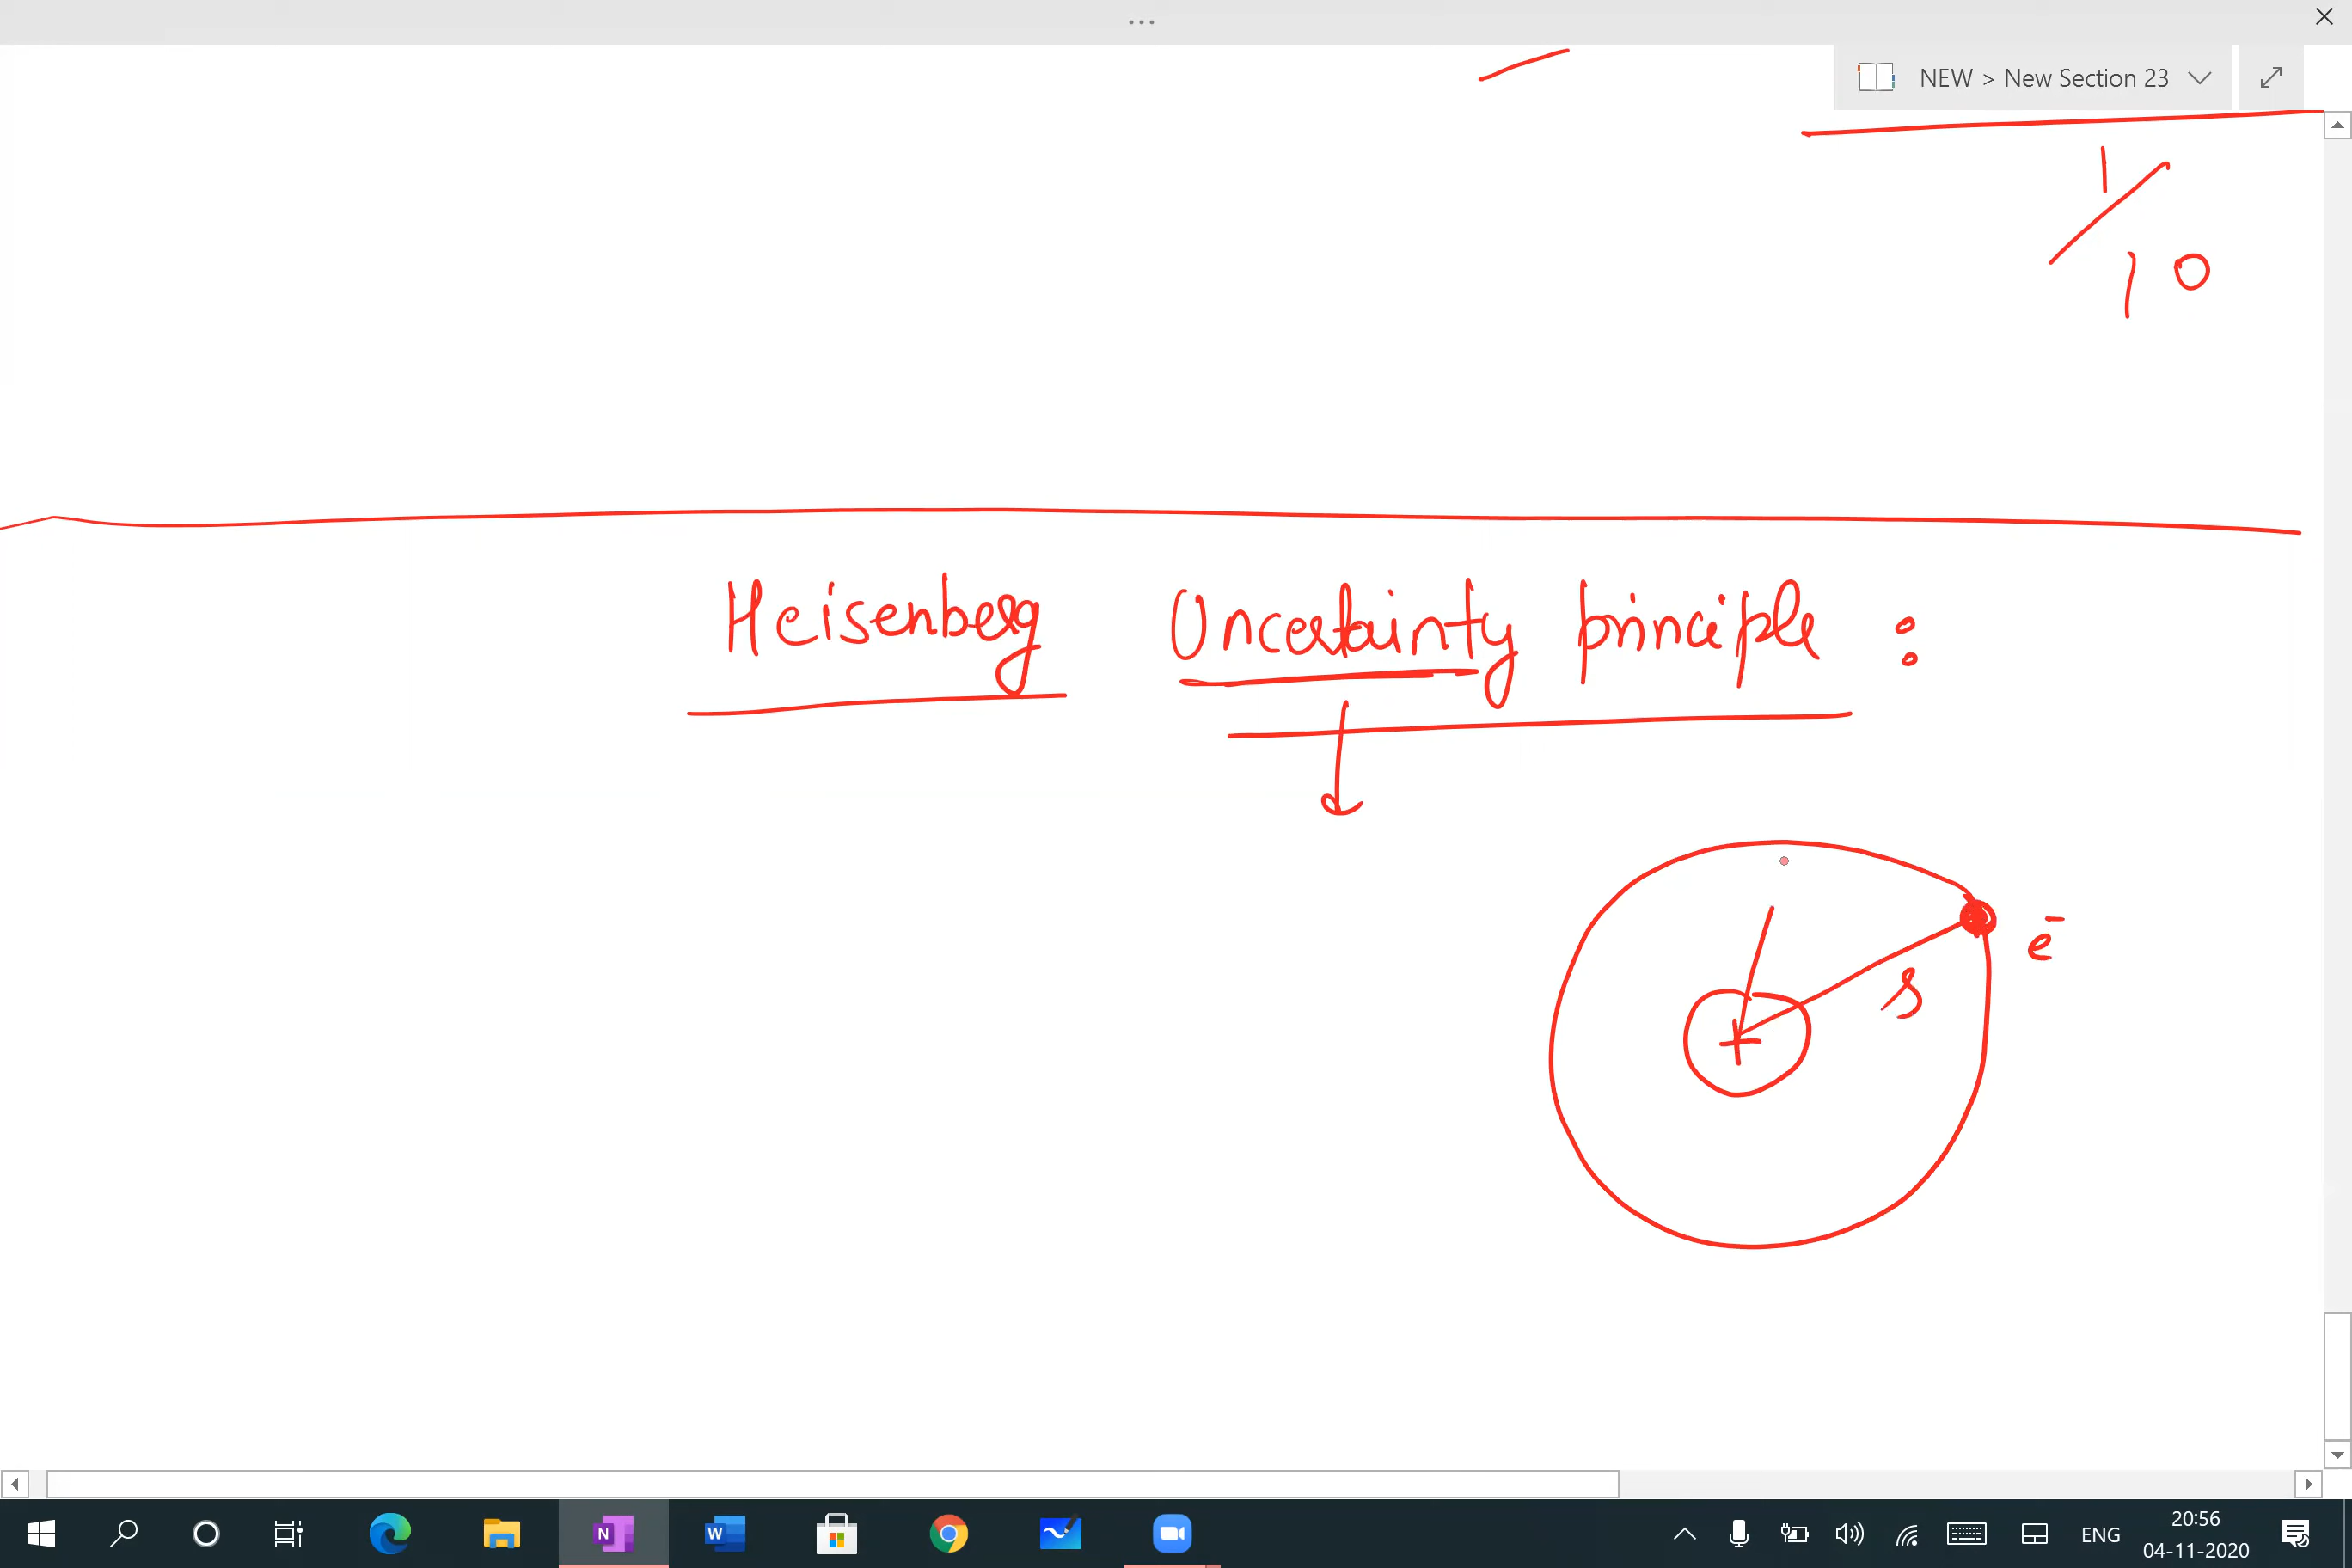 NEW > New Section 23
1/10
Heisenberg Uncertainty principle :
e⁻
r
+
ENG
20:56
04-11-2020